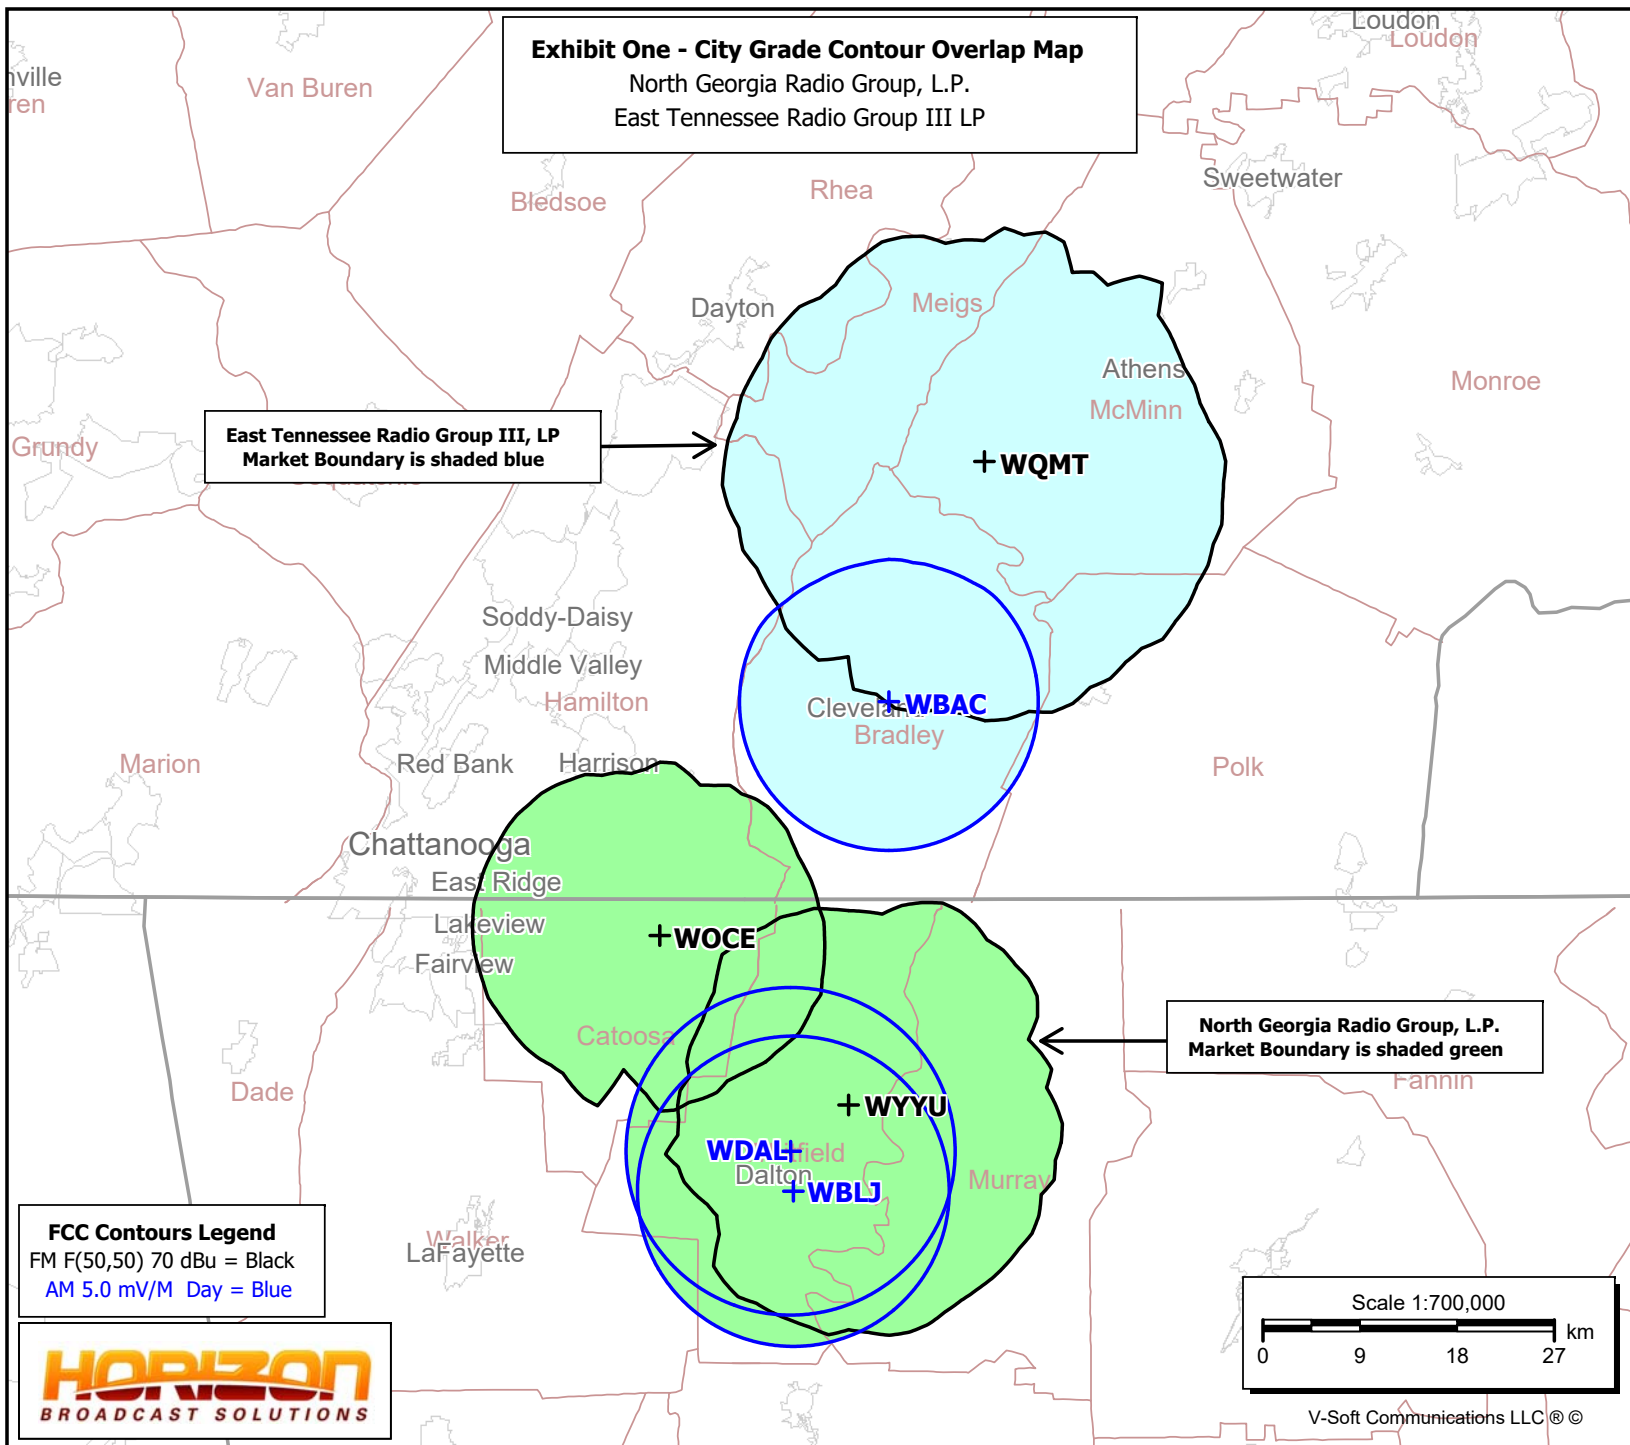 Exhibit One - City Grade Contour Overlap Map
North Georgia Radio Group, L.P.
East Tennessee Radio Group III LP
Loudon
Loudon
Van Buren
Sweetwater
Rhea
Bledsoe
Meigs
Dayton
Athens
Monroe
McMinn
Grundy
East Tennessee Radio Group III, LP
Market Boundary is shaded blue
WQMT
Soddy-Daisy
Middle Valley
Hamilton
Cleveland
WBAC
Bradley
Marion
Red Bank
Harrison
Polk
Chattanooga
East Ridge
Lakeview
WOCE
Fairview
Catoosa
North Georgia Radio Group, L.P.
Market Boundary is shaded green
Fannin
Dade
WYYU
WDAL
Dalton
WBLJ
Murray
Walker
LaFayette
FCC Contours Legend
FM F(50,50) 70 dBu = Black
AM 5.0 mV/M Day = Blue
Scale 1:700,000
km
0 9 18 27
HORIZON
BROADCAST SOLUTIONS
V-Soft Communications LLC ® ©